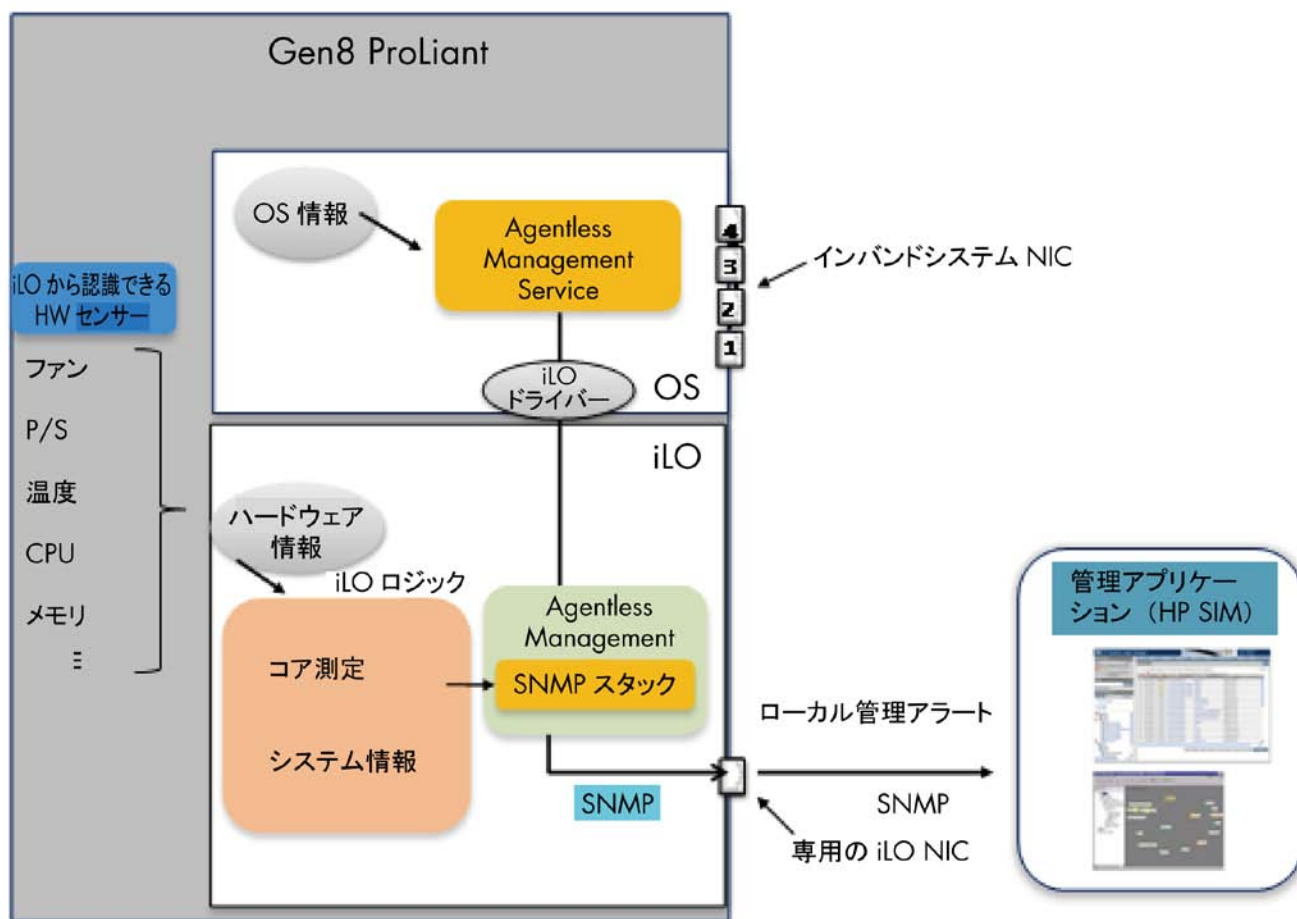 Gen8 ProLiant
OS 情報
Agentless
Management
Service
4
3
2
1
インバンドシステム NIC
iLO から認識できる
HW センサー
ファン
P/S
温度
CPU
メモリ
iLO
ドライバー
OS
iLO
ハードウェア
情報
iLO ロジック
コア測定
システム情報
Agentless
Management
SNMP スタック
SNMP
ローカル管理アラート
SNMP
専用の iLO NIC
管理アプリケー
ション（HP SIM）